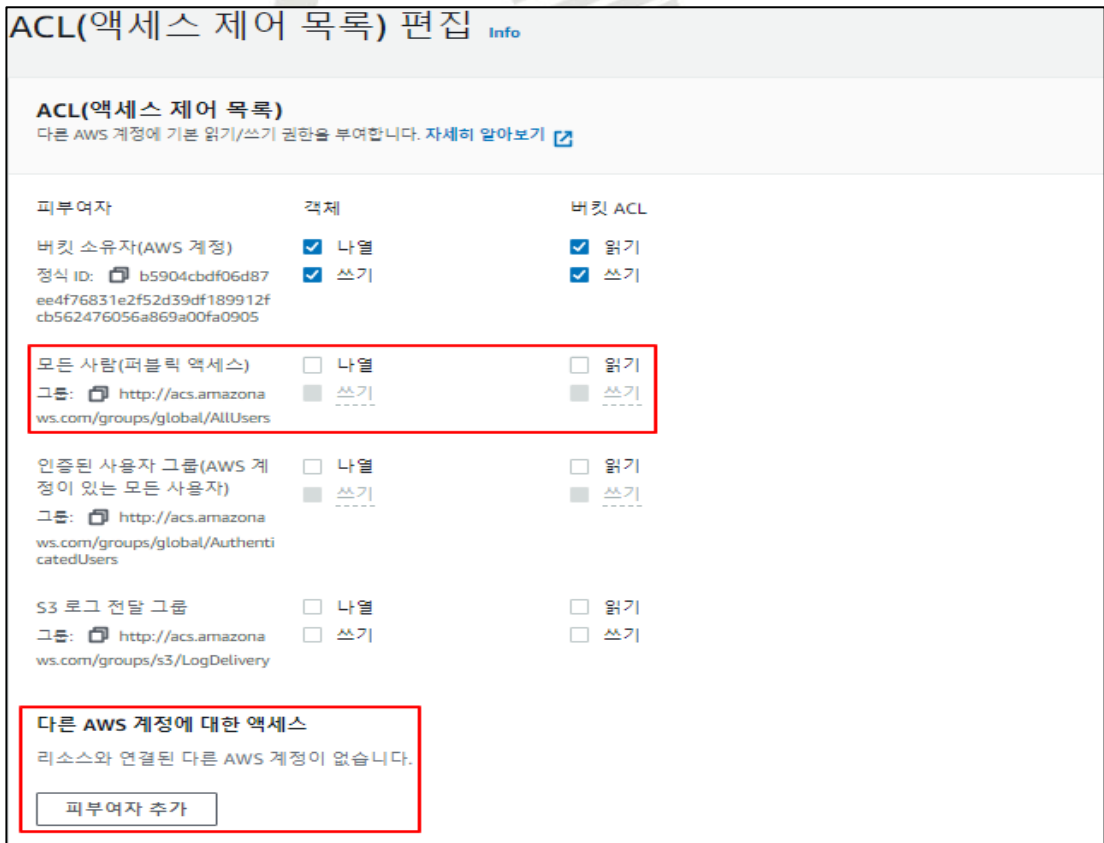 ACL(액세스 제어 목록) 편집 Info
ACL(액세스 제어 목록)
다른 AWS 계정에 기본 읽기/쓰기 권한을 부여합니다. 자세히 알아보기
피부여자 객체 버킷 ACL
버킷 소유자(AWS 계정) 나열 읽기
정식 ID: b5904cbdf06d87 쓰기 쓰기
ee4f76831e2f52d39df189912f
cb562476056a869a00fa0905
모든 사람(퍼블릭 액세스) 나열 읽기
그룹: http://acs.amazona 쓰기 쓰기
ws.com/groups/global/AllUsers
인증된 사용자 그룹(AWS 계 나열 읽기
정이 있는 모든 사용자) 쓰기 쓰기
그룹: http://acs.amazona
ws.com/groups/global/Authenti
catedUsers
S3 로그 전달 그룹 나열 읽기
그룹: http://acs.amazona 쓰기 쓰기
ws.com/groups/s3/LogDelivery
다른 AWS 계정에 대한 액세스
리소스와 연결된 다른 AWS 계정이 없습니다.
피부여자 추가